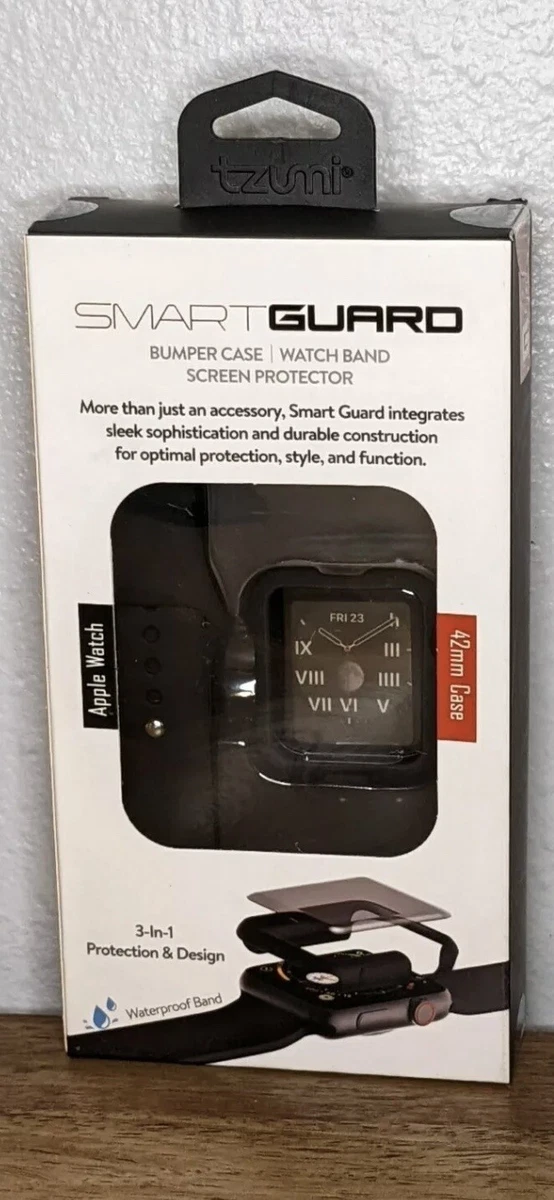 tzumi®
SMARTGUARD
BUMPER CASE | WATCH BAND
SCREEN PROTECTOR
More than just an accessory, Smart Guard integrates
sleek sophistication and durable construction
for optimal protection, style, and function.
Apple Watch
FRI 23
IX
III
VIII
IIII
VII VI V
42mm Case
3-In-1
Protection & Design
Waterproof Band